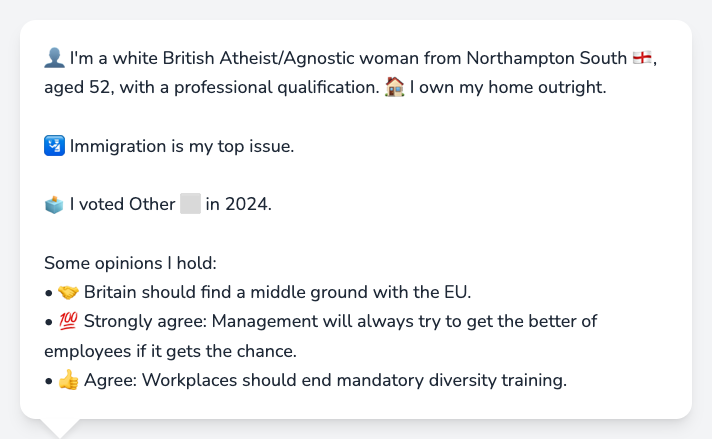 👤 I'm a white British Atheist/Agnostic woman from Northampton South 🏴󠁧󠁢󠁥󠁮󠁧󠁿,
aged 52, with a professional qualification. 🏠 I own my home outright.
🛂 Immigration is my top issue.
🗳️ I voted Other ⬜ in 2024.
Some opinions I hold:
• 🤝 Britain should find a middle ground with the EU.
• 💯 Strongly agree: Management will always try to get the better of
employees if it gets the chance.
• 👍 Agree: Workplaces should end mandatory diversity training.